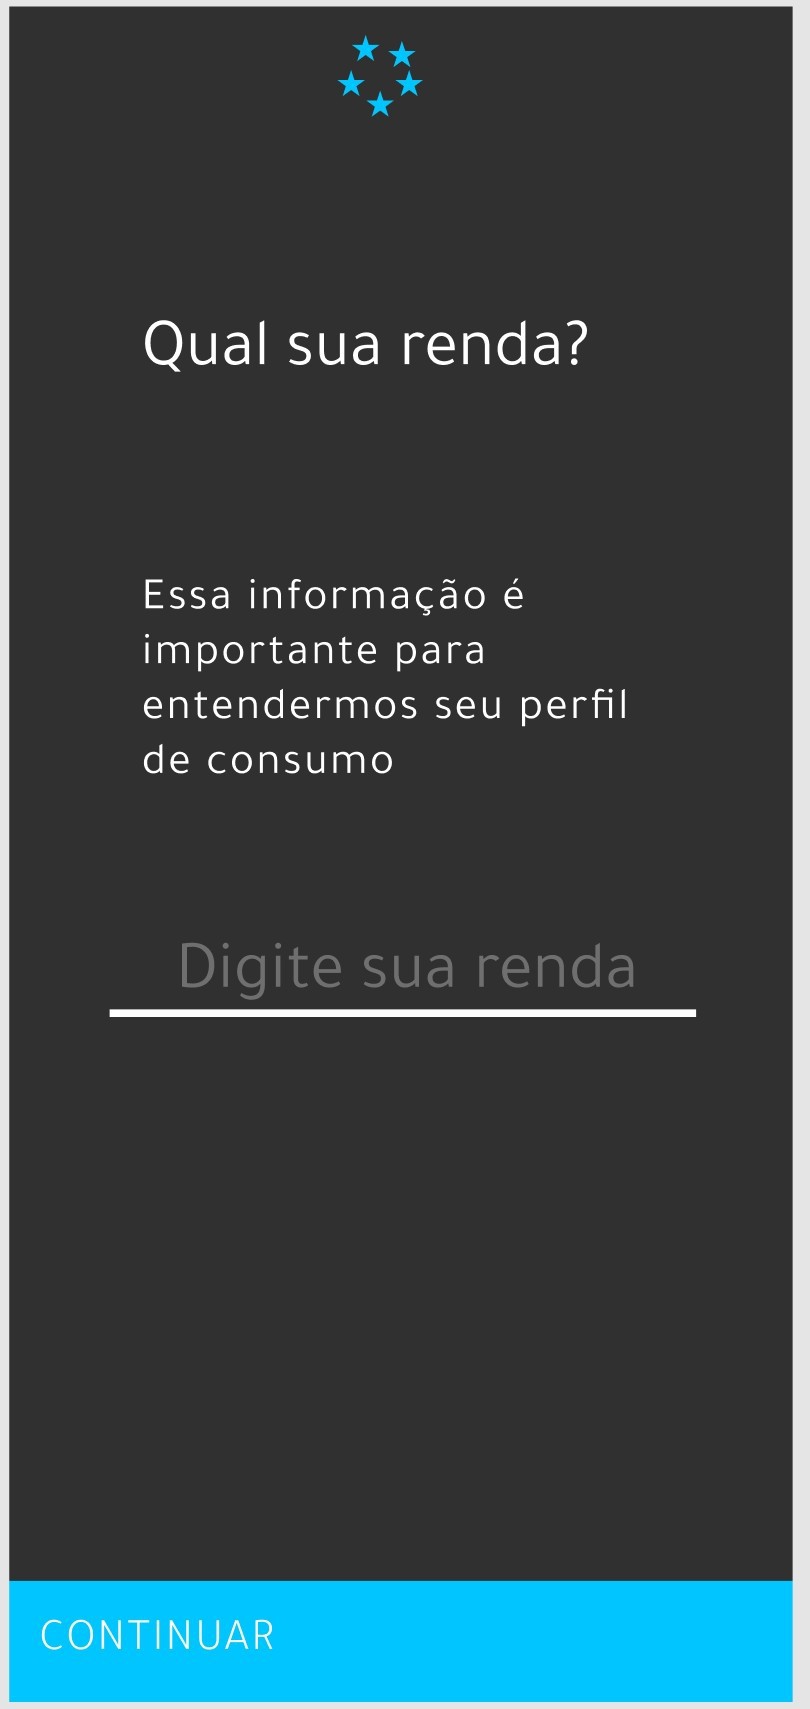 Qual sua renda?
Essa informação é
importante para
entendermos seu perfil
de consumo
Digite sua renda
CONTINUAR